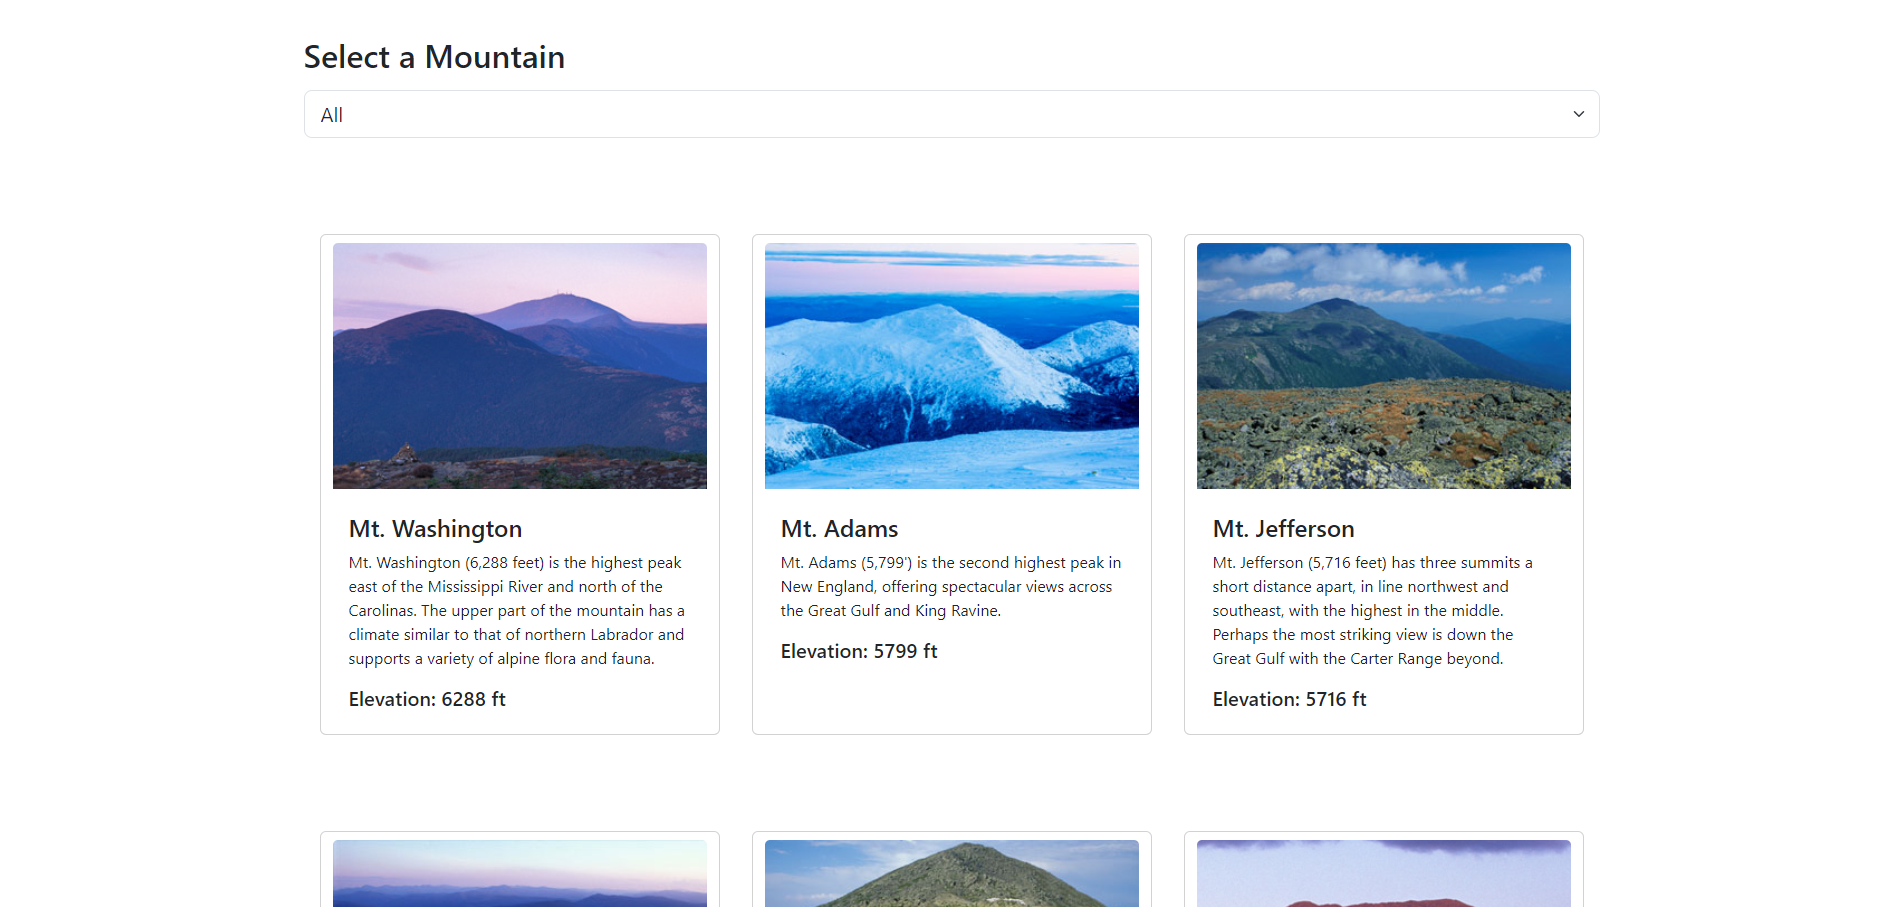 Select a Mountain
All
Mt. Washington
Mt. Washington (6,288 feet) is the highest peak
east of the Mississippi River and north of the
Carolinas. The upper part of the mountain has a
climate similar to that of northern Labrador and
supports a variety of alpine flora and fauna.
Elevation: 6288 ft
Mt. Adams
Mt. Adams (5,799') is the second highest peak in
New England, offering spectacular views across
the Great Gulf and King Ravine.
Elevation: 5799 ft
Mt. Jefferson
Mt. Jefferson (5,716 feet) has three summits a
short distance apart, in line northwest and
southeast, with the highest in the middle.
Perhaps the most striking view is down the
Great Gulf with the Carter Range beyond.
Elevation: 5716 ft